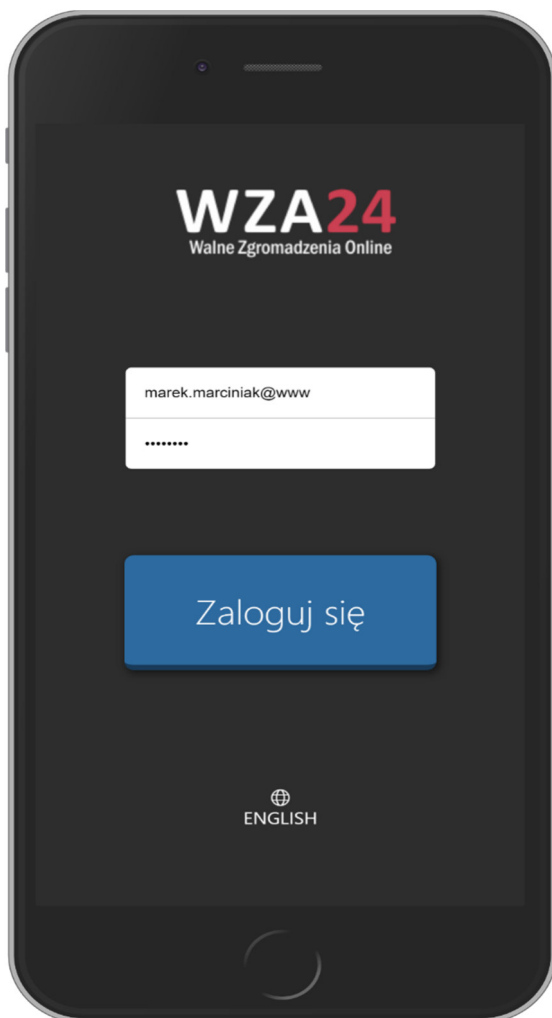 WZA24
Walne Zgromadzenia Online
marek.marciniak@www
••••••••
Zaloguj się
ENGLISH